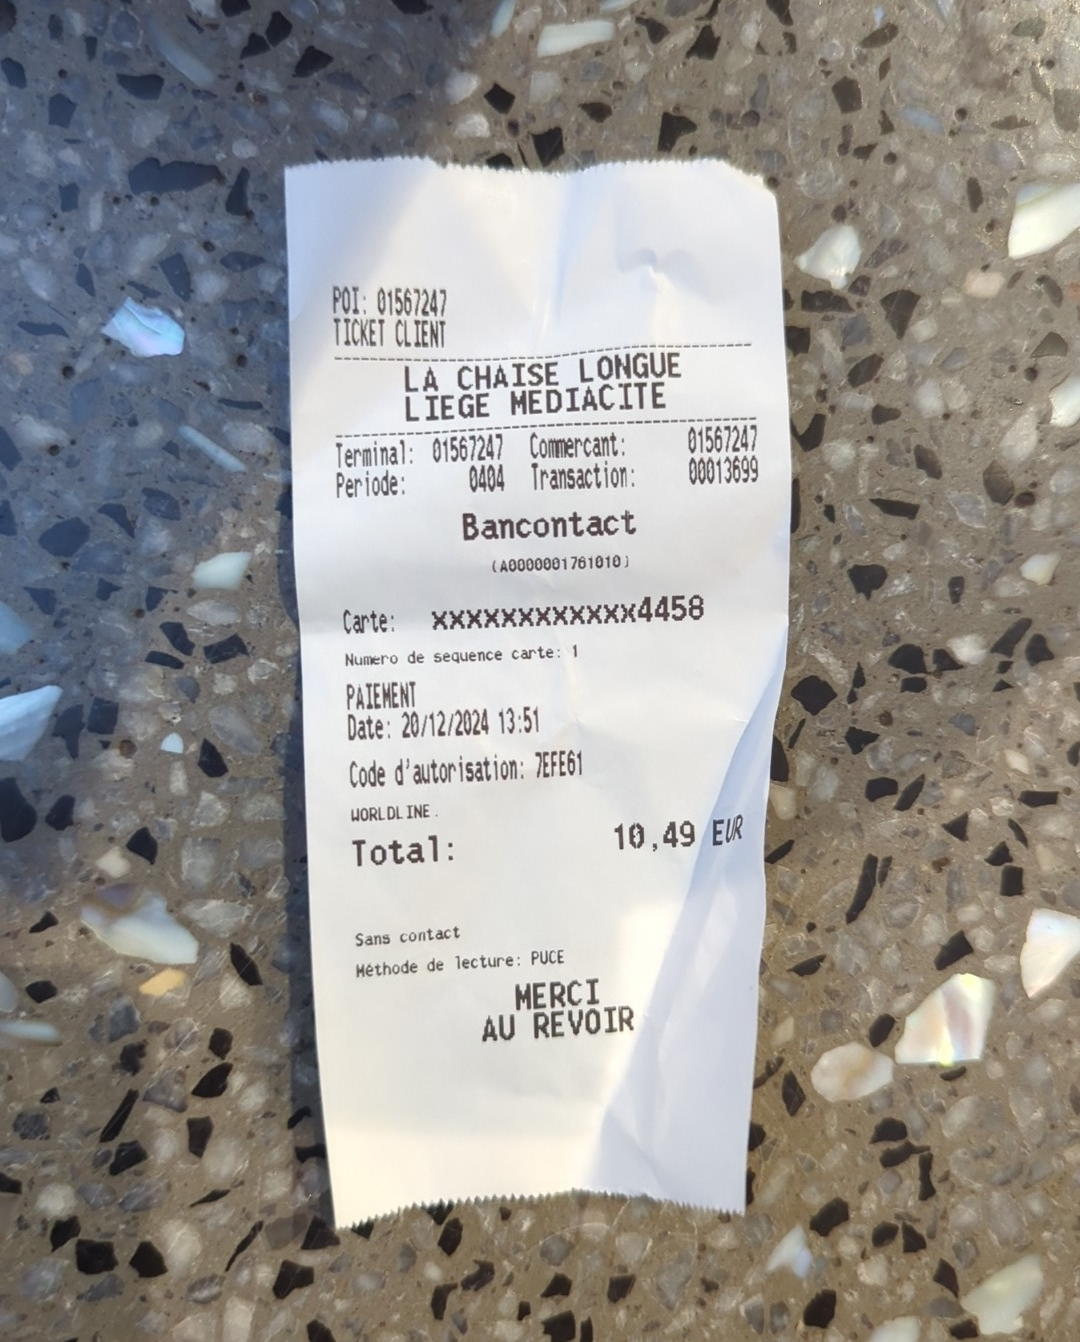 POI: 01567247
TICKET CLIENT
LA CHAISE LONGUE
LIEGE MEDIACITE
Terminal: 01567247 Commercant: 01567247
Periode: 0404 Transaction: 00013699
Bancontact
(A0000001761010)
Carte: xxxxxxxxxxxx4458
Numero de sequence carte: 1
PAIEMENT
Date: 20/12/2024 13:51
Code d'autorisation: 7EFE61
WORLDLINE.
Total: 10,49 EUR
Sans contact
Méthode de lecture: PUCE
MERCI
AU REVOIR